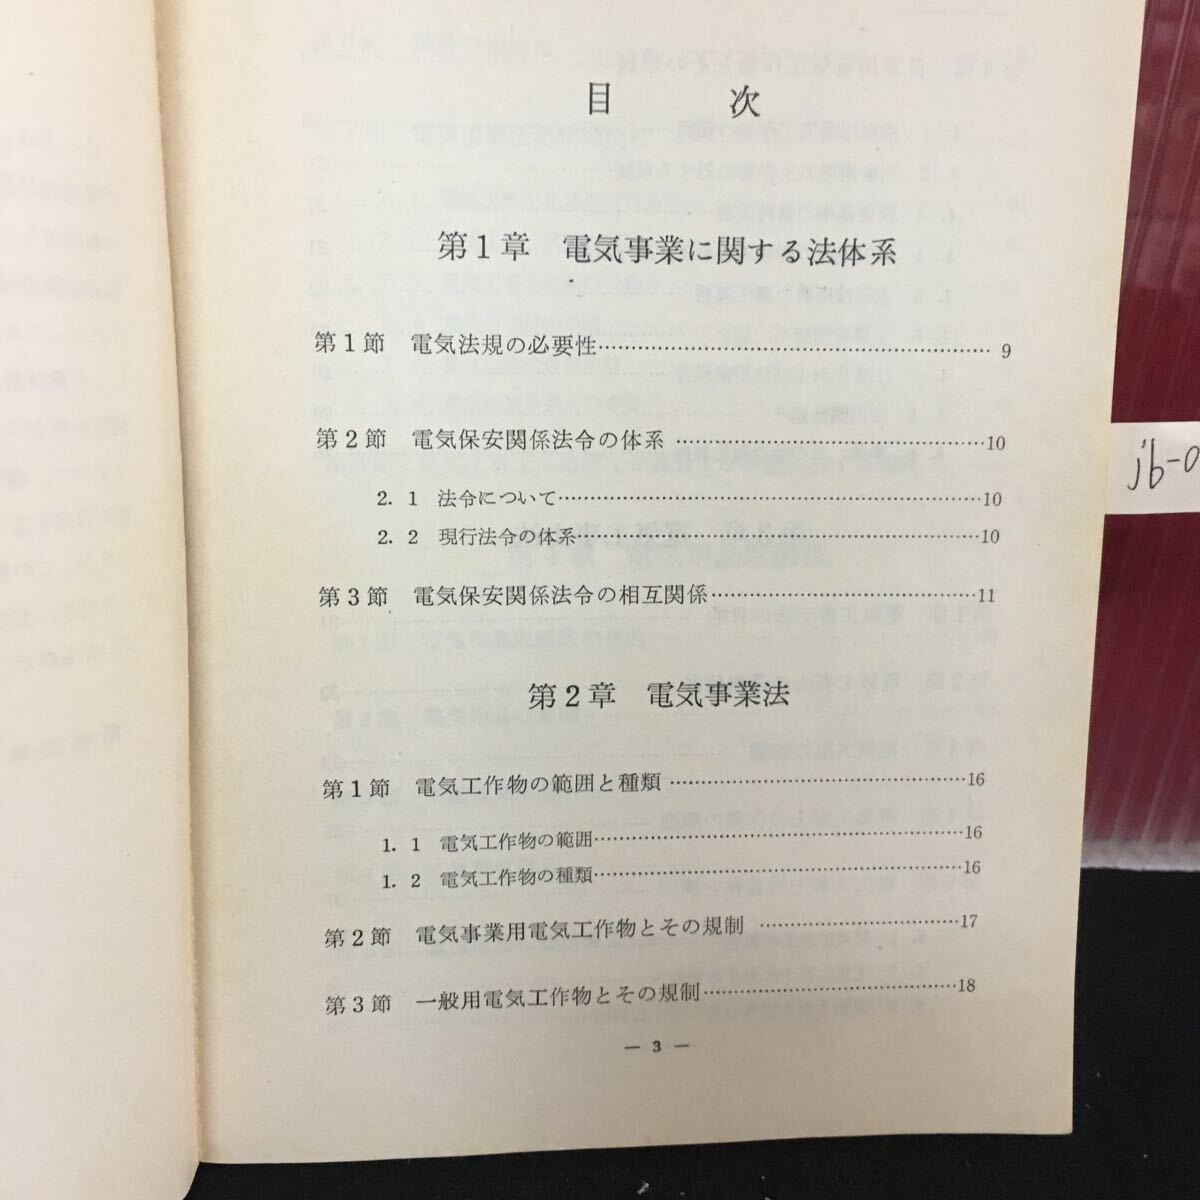 目　次
第1章　電気事業に関する法体系
第1節　電気法規の必要性……………………………………………… 9
第2節　電気保安関係法令の体系 ……………………………………10
2. 1　法令について……………………………………………………10
2. 2　現行法令の体系…………………………………………………10
第3節　電気保安関係法令の相互関係…………………………………11
第2章　電気事業法
第1節　電気工作物の範囲と種類 ……………………………………16
1. 1　電気工作物の範囲………………………………………………16
1. 2　電気工作物の種類………………………………………………16
第2節　電気事業用電気工作物とその規制 …………………………17
第3節　一般用電気工作物とその規制…………………………………18
— 3 —
jb-0